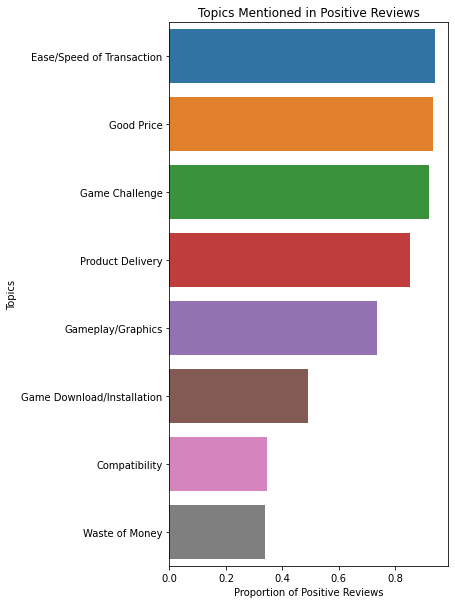 Topics Mentioned in Positive Reviews
Ease/Speed of Transaction
Good Price
Game Challenge
Product Delivery
Gameplay/Graphics
Game Download/Installation
Compatibility
Waste of Money
Topics
0.0 0.2 0.4 0.6 0.8
Proportion of Positive Reviews